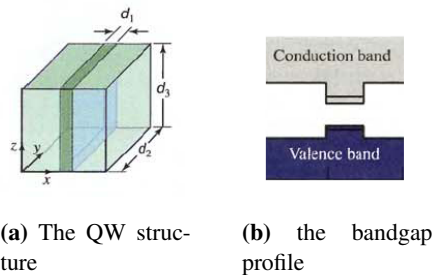 d₁
d₃
d₂
z
y
x
Conduction band
Valence band
(a) The QW struc-
ture
(b) the bandgap
profile